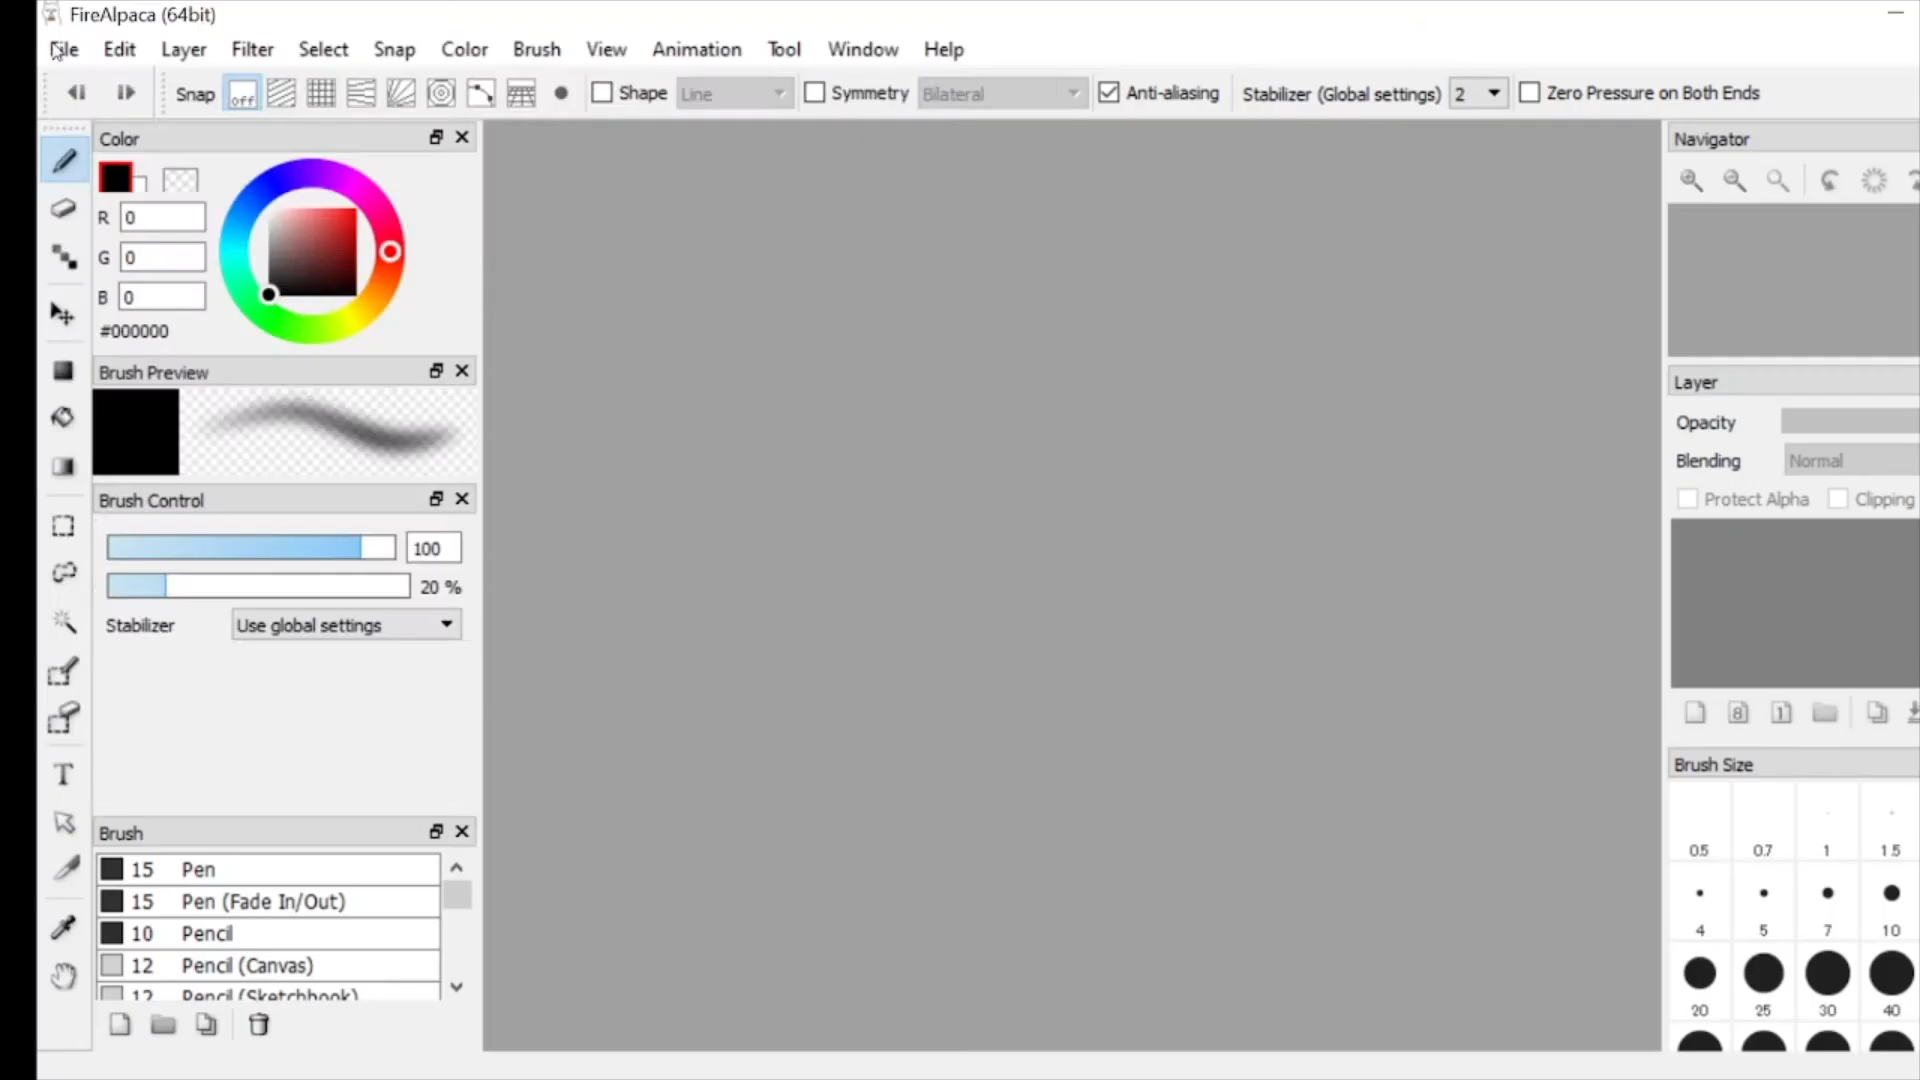 FireAlpaca (64bit)
File Edit Layer Filter Select Snap Color Brush View Animation Tool Window Help
Snap off Shape Line Symmetry Bilateral Anti-aliasing Stabilizer (Global settings) 2 Zero Pressure on Both Ends
Color
R 0
G 0
B 0
#000000
Brush Preview
Brush Control
100
20 %
Stabilizer Use global settings
Brush
15 Pen
15 Pen (Fade In/Out)
10 Pencil
12 Pencil (Canvas)
12 Pencil (Sketchbook)
T
Navigator
Layer
Opacity
Blending Normal
Protect Alpha Clipping
8 1
Brush Size
0.5 0.7 1 1.5
4 5 7 10
20 25 30 40